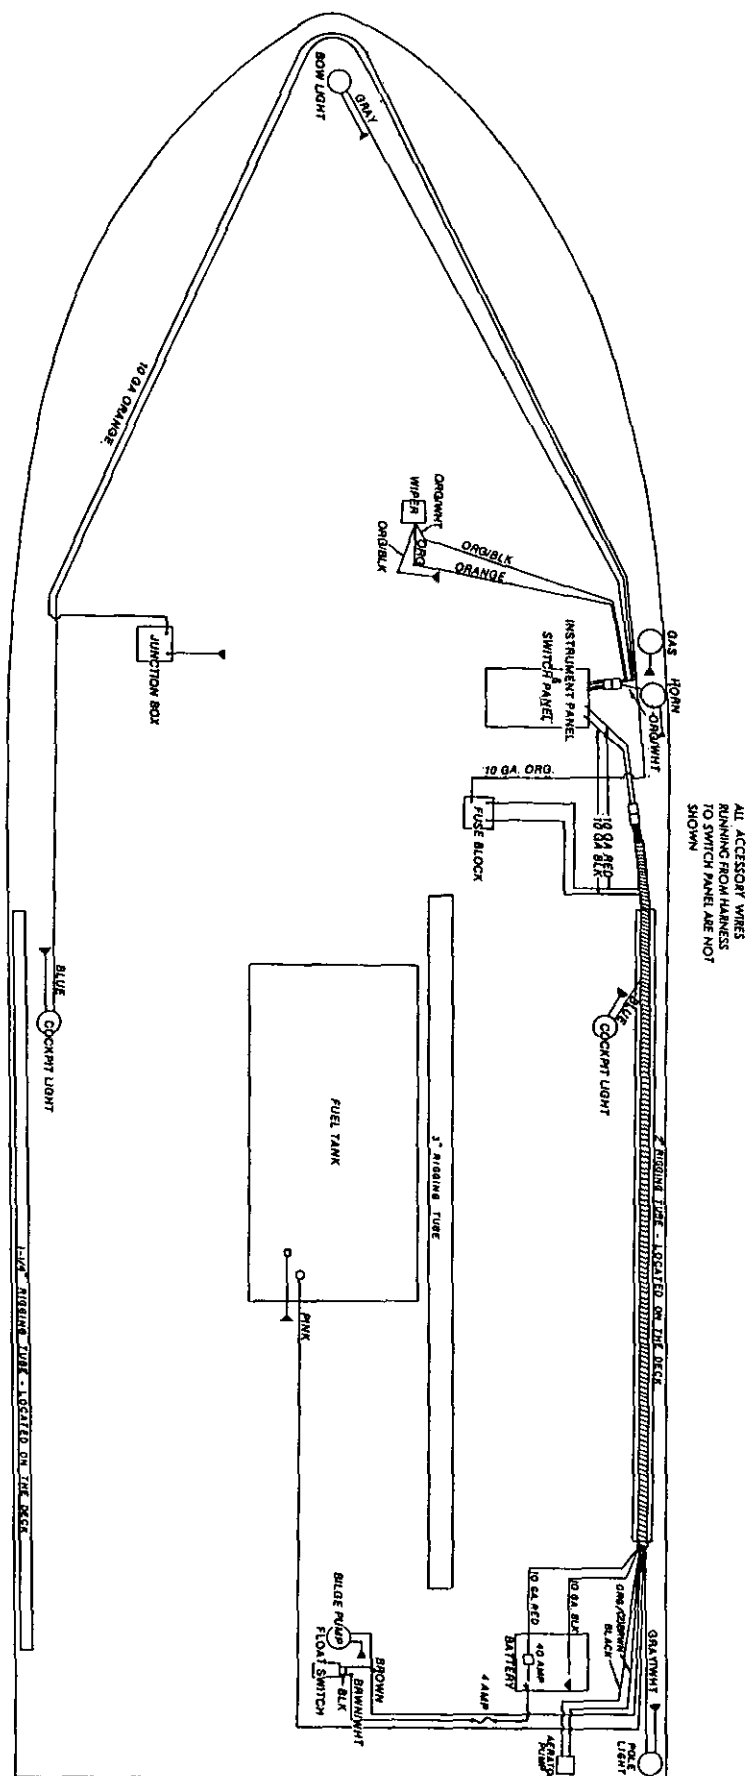 BOW LIGHT
GRAY
10 GA ORANGE
ORG/WHT
WIPER
ORG/BLK
ORG
ORG/BLK
ORANGE
GAS
HORN
ORG/WHT
INSTRUMENT PANEL
&
SWITCH PANEL
JUNCTION BOX
10 GA. ORG.
FUSE BLOCK
10 GA RED
10 GA BLK
ALL ACCESSORY WIRES
RUNNING FROM HARNESS
TO SWITCH PANEL ARE NOT
SHOWN
BLUE
COCKPIT LIGHT
BLUE
COCKPIT LIGHT
FUEL TANK
3" RIGGING TUBE
2" RIGGING TUBE - LOCATED ON THE DECK
1-1/4" RIGGING TUBE - LOCATED ON THE DECK
PINK
BILGE PUMP
FLOAT SWITCH
BROWN
BLK
BRWN/WHT
4 AMP
10 GA. RED
10 GA. BLK
40 AMP
BATTERY
BLACK
GRAY/WHT
PUMP
POLE
LIGHT